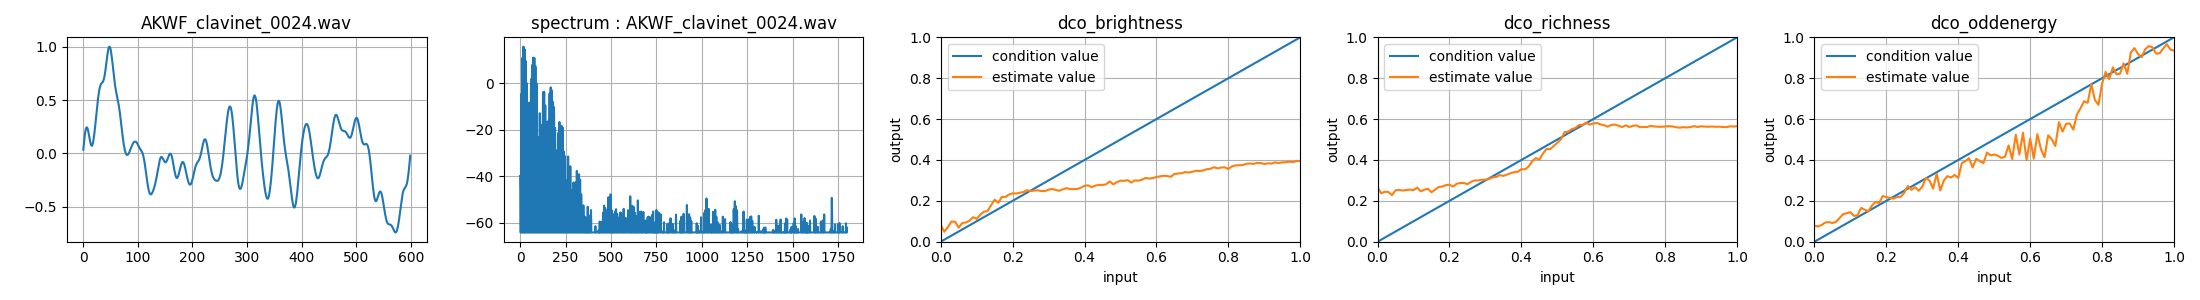 AKWF_clavinet_0024.wav
1.0
0.5
0.0
−0.5
0 100 200 300 400 500 600
spectrum : AKWF_clavinet_0024.wav
0
−20
−40
−60
0 250 500 750 1000 1250 1500 1750
dco_brightness
condition value
estimate value
output
1.0
0.8
0.6
0.4
0.2
0.0
0.0 0.2 0.4 0.6 0.8 1.0
input
dco_richness
condition value
estimate value
output
1.0
0.8
0.6
0.4
0.2
0.0
0.0 0.2 0.4 0.6 0.8 1.0
input
dco_oddenergy
condition value
estimate value
output
1.0
0.8
0.6
0.4
0.2
0.0
0.0 0.2 0.4 0.6 0.8 1.0
input